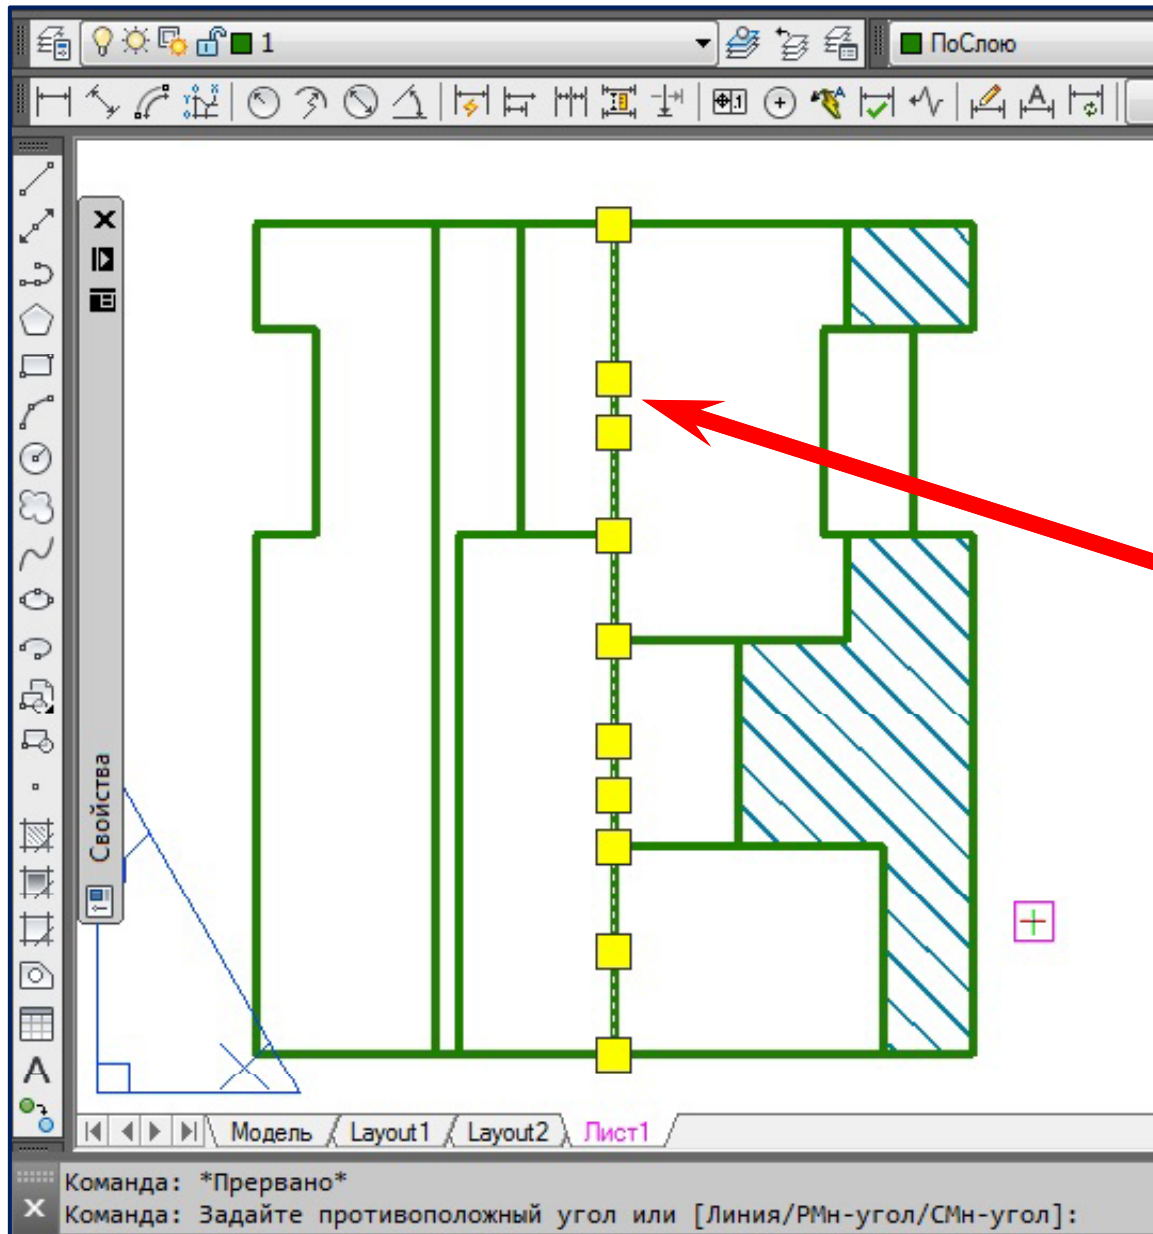 1
ПоСлою
Свойства
Модель
Layout1
Layout2
Лист1
Команда: *Прервано*
Команда: Задайте противоположный угол или [Линия/РМн-угол/СМн-угол]: